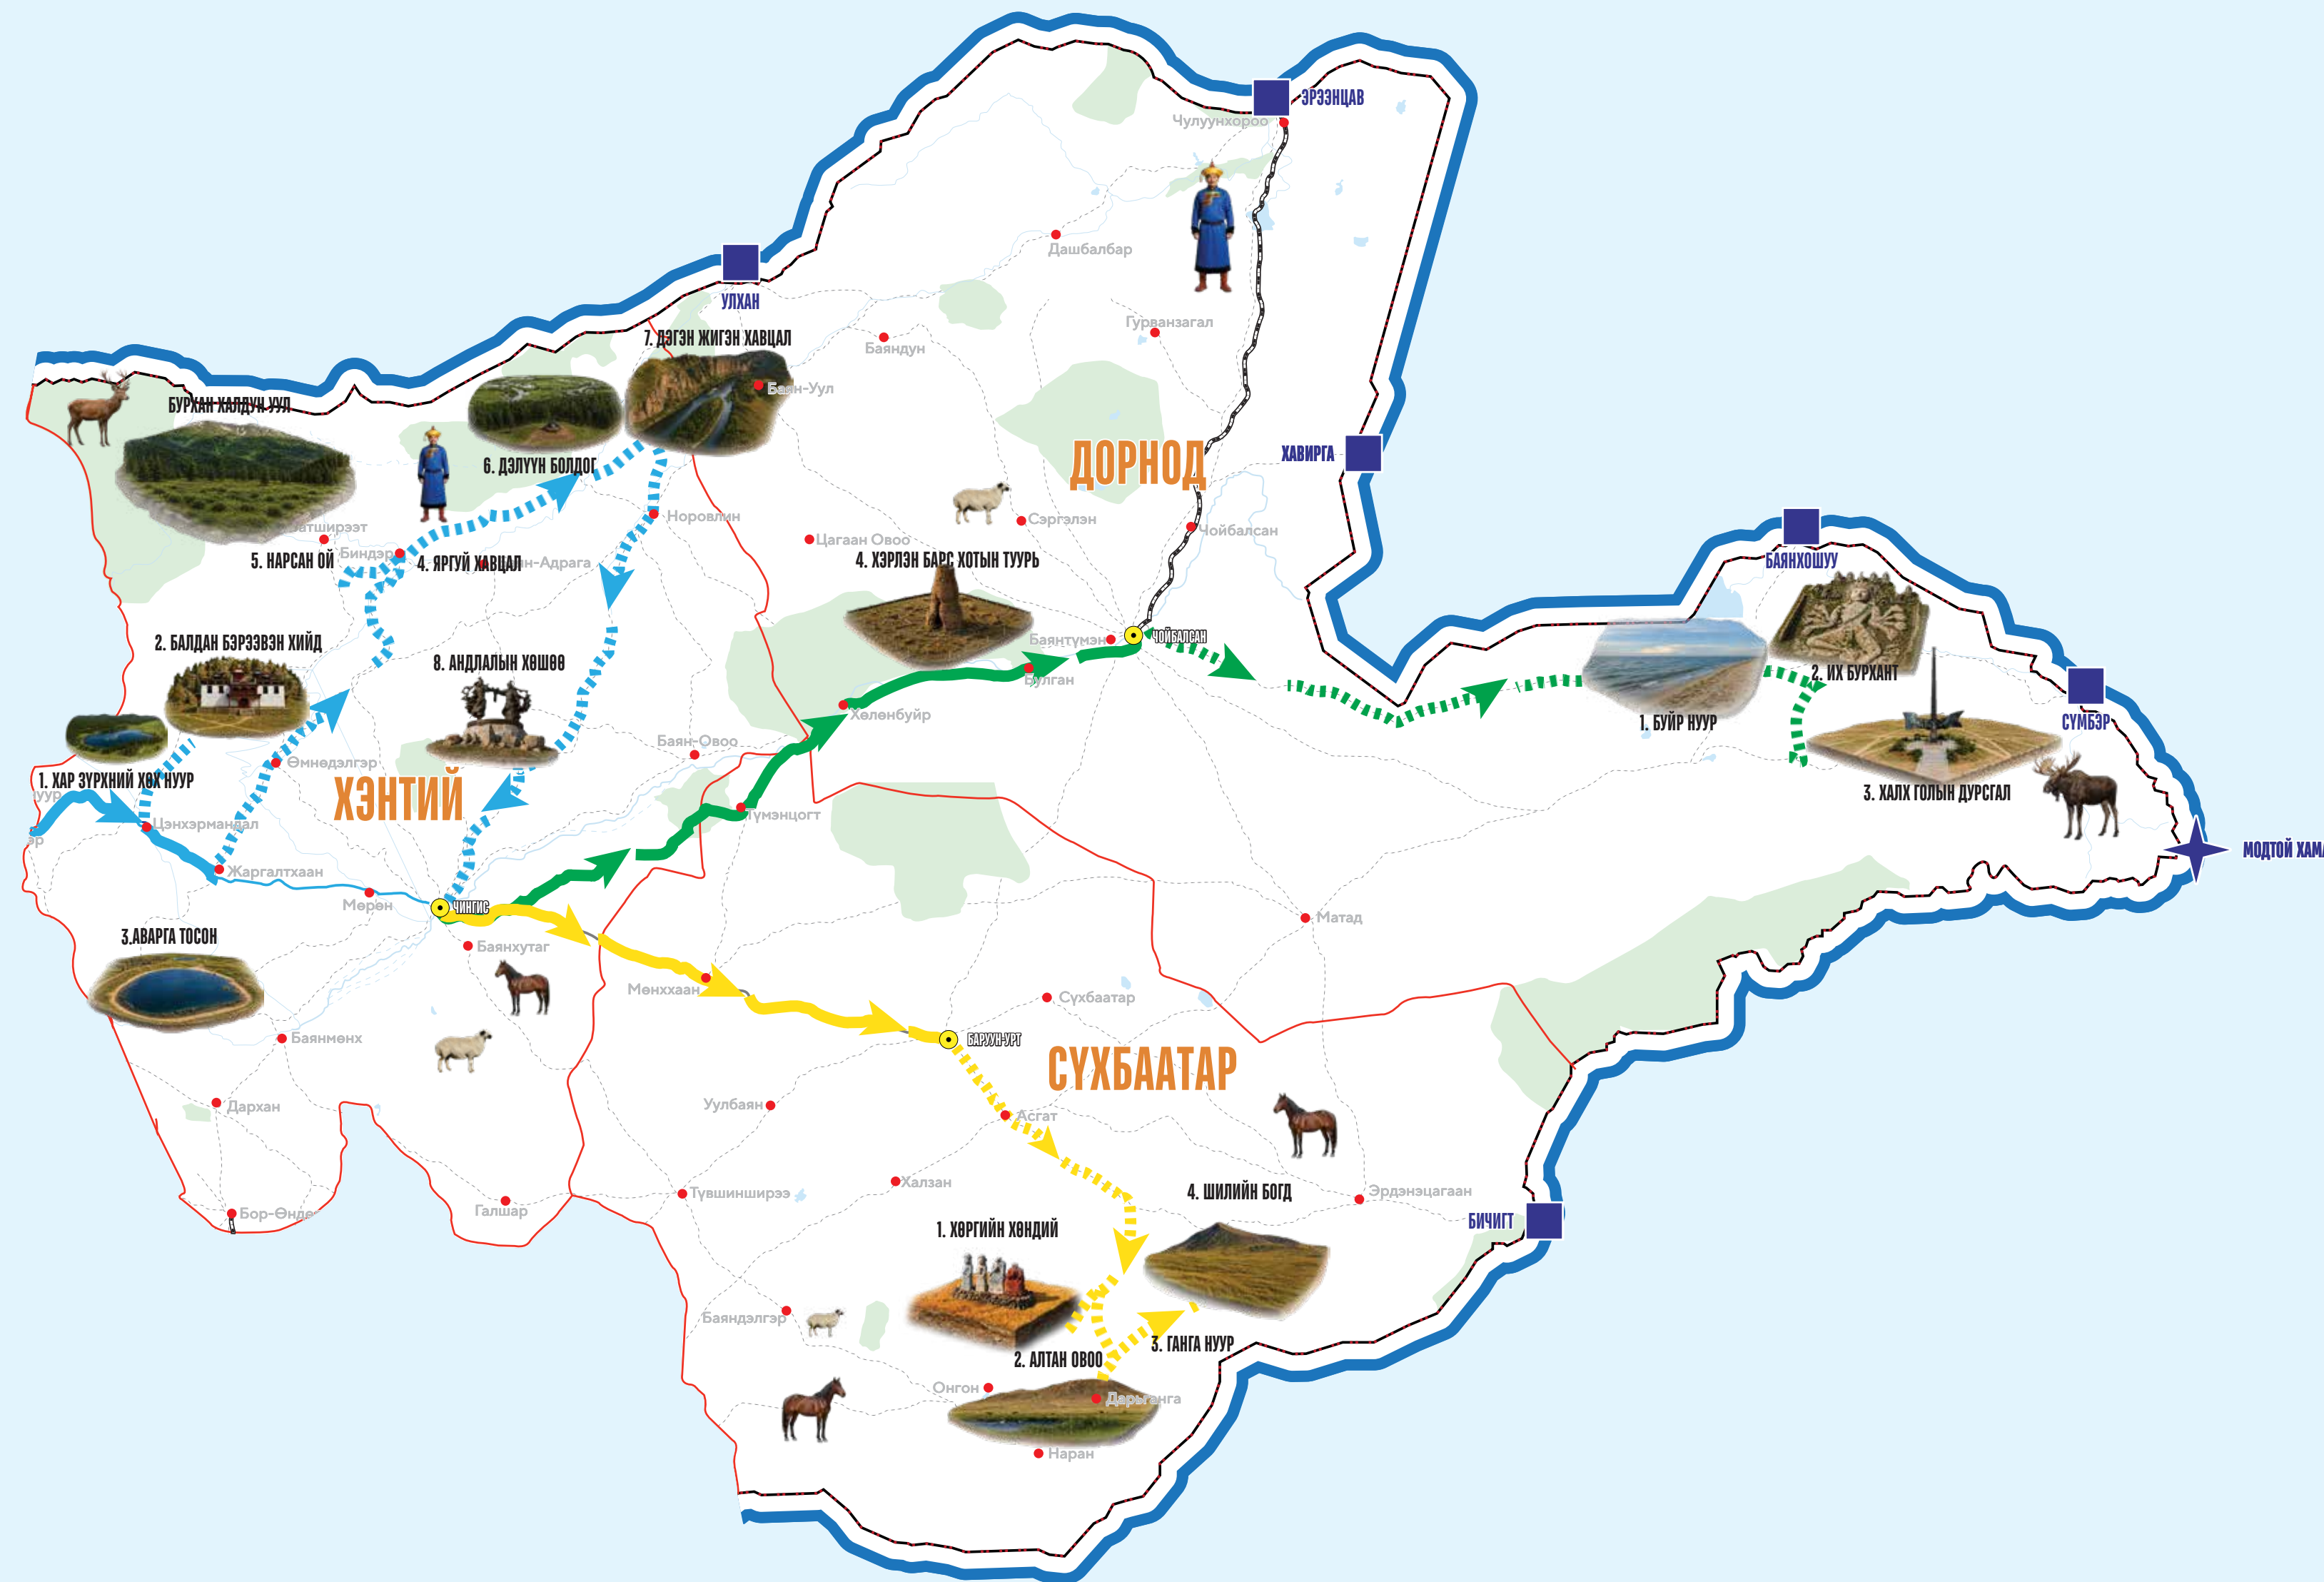 ЭРЭЭНЦАВ
Чулуунхороо
Дашбалбар
УЛХАН
Гурванзагал
7. ДЭГЭН ЖИГЭН ХАВЦАЛ
Баяндун
Баян-Уул
БУРХАН ХАЛДУН УУЛ
ДОРНОД
ХАВИРГА
6. ДЭЛҮҮН БОЛДОГ
Норовлин
Сэргэлэн
Чойбалсан
Цагаан Овоо
Биндэр
5. НАРСАН ОЙ
4. ЯРГУЙ ХАВЦАЛ
4. ХЭРЛЭН БАРС ХОТЫН ТУУРЬ
БАЯНХОШУУ
2. БАЛДАН БЭРЭЭВЭН ХИЙД
8. АНДЛАЛЫН ХӨШӨӨ
Баянтүмэн
ЧОЙБАЛСАН
Булган
2. ИХ БУРХАНТ
Хөлөнбуйр
1. БУЙР НУУР
СҮМБЭР
Баян-Овоо
Өмнөдэлгэр
1. ХАР ЗҮРХНИЙ ХӨХ НУУР
ХЭНТИЙ
3. ХАЛХ ГОЛЫН ДУРСГАЛ
Түмэнцогт
Цэнхэрмандал
МОДТОЙ ХАМ
Жаргалтхаан
Мөрөн
ЧИНГИС
Матад
3.АВАРГА ТОСОН
Баянхутаг
Мөнххаан
Сүхбаатар
Баянмөнх
БАРУУН-УРТ
СҮХБААТАР
Дархан
Уулбаян
Асгат
Халзан
Түвшинширээ
4. ШИЛИЙН БОГД
Эрдэнэцагаан
Галшар
Бор-Өндө
БИЧИГТ
1. ХӨРГИЙН ХӨНДИЙ
Баяндэлгэр
3. ГАНГА НУУР
2. АЛТАН ОВОО
Онгон
Дарьганга
Наран